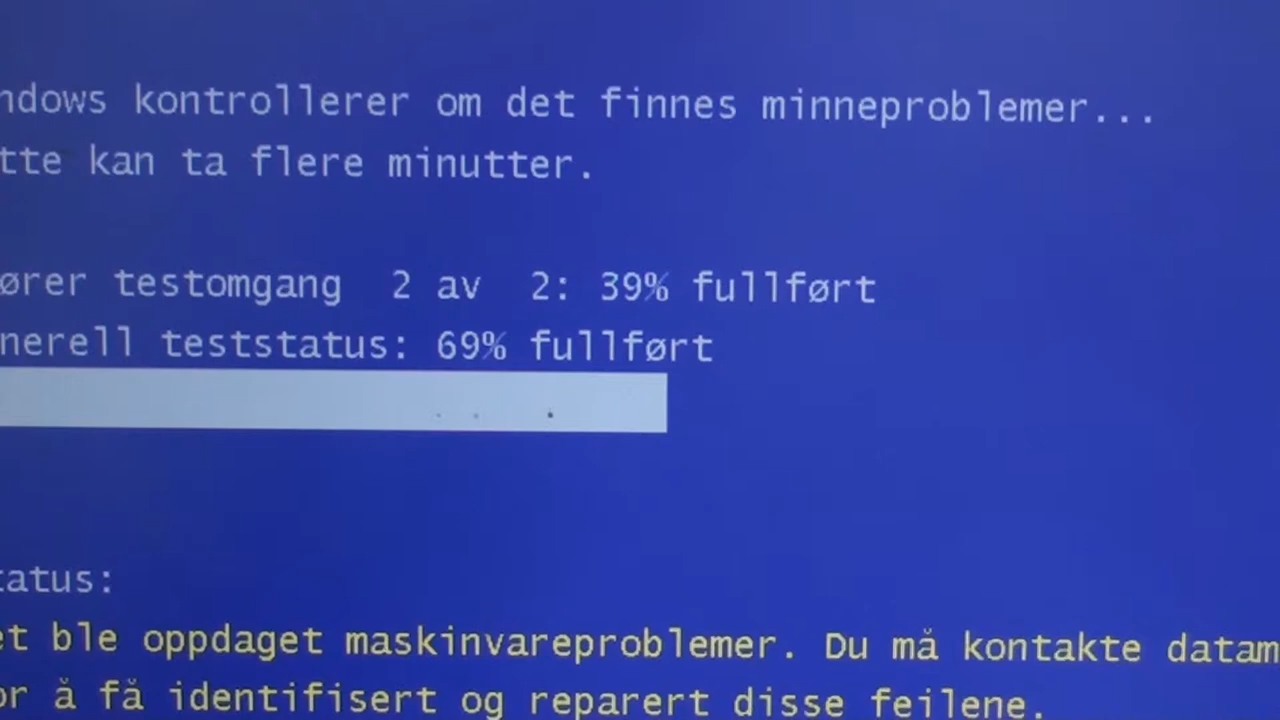 ndows kontrollerer om det finnes minneproblemer...
tte kan ta flere minutter.
ører testomgang 2 av 2: 39% fullført
nerell teststatus: 69% fullført
tatus:
et ble oppdaget maskinvareproblemer. Du må kontakte datam
or å få identifisert og reparert disse feilene.